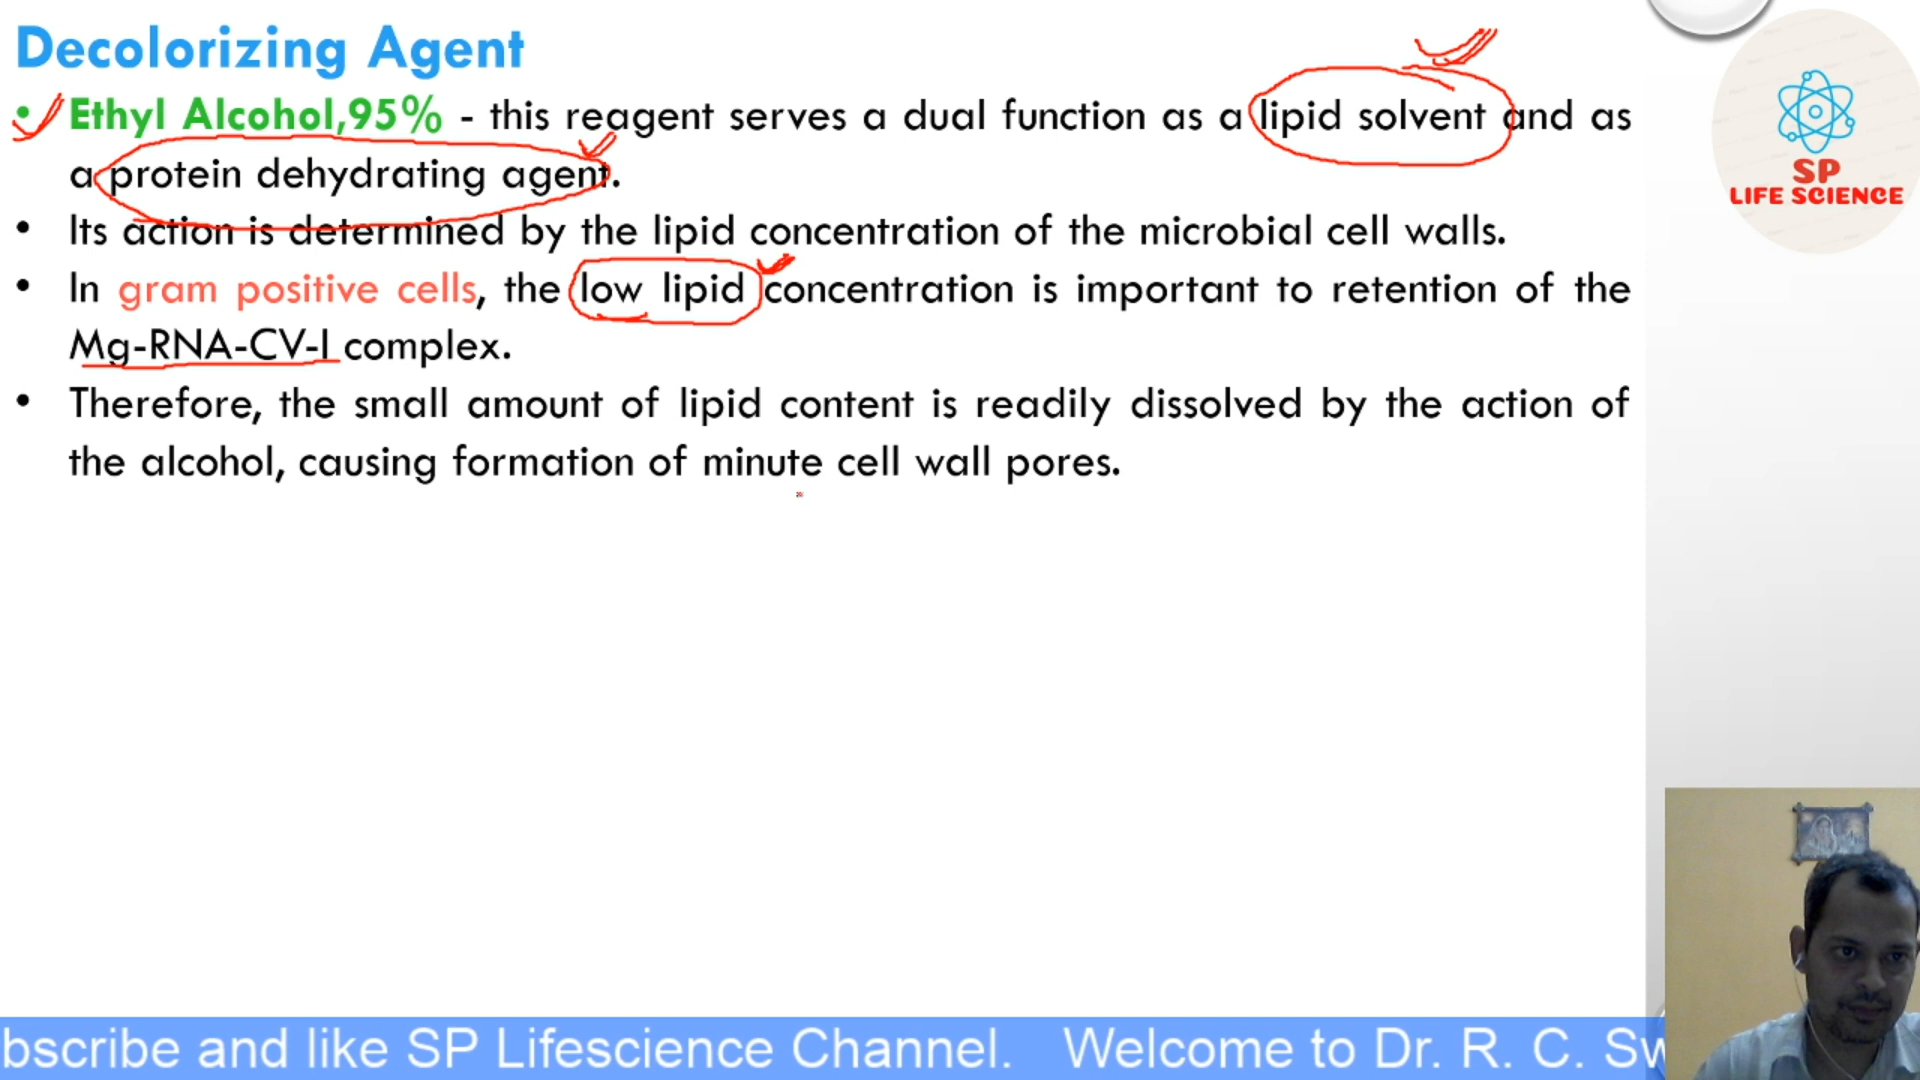 Decolorizing Agent
• Ethyl Alcohol,95% - this reagent serves a dual function as a lipid solvent and as
a protein dehydrating agent.
• Its action is determined by the lipid concentration of the microbial cell walls.
• In gram positive cells, the low lipid concentration is important to retention of the
Mg-RNA-CV-I complex.
• Therefore, the small amount of lipid content is readily dissolved by the action of
the alcohol, causing formation of minute cell wall pores.
SP
LIFE SCIENCE
bscribe and like SP Lifescience Channel. Welcome to Dr. R. C. Sw